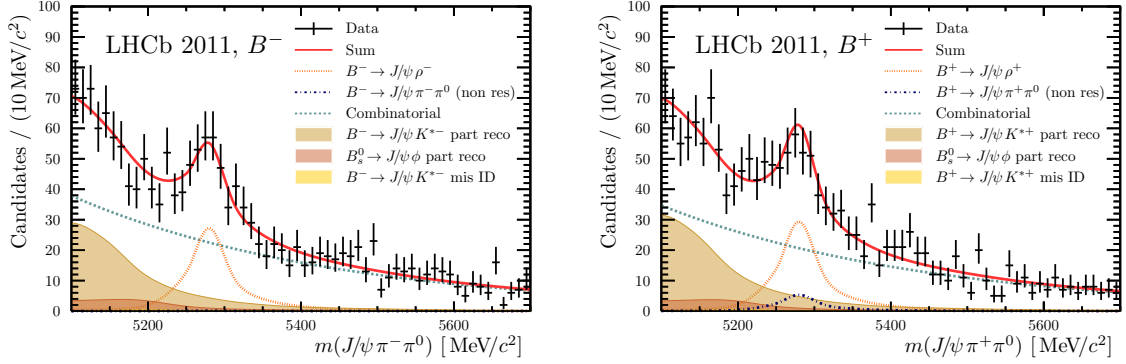 LHCb 2011, B⁻
Data
Sum
B⁻ → J/ψ ρ⁻
B⁻ → J/ψ π⁻π⁰ (non res)
Combinatorial
B⁻ → J/ψ K*⁻ part reco
B⁰ₛ → J/ψ ϕ part reco
B⁻ → J/ψ K*⁻ mis ID
Candidates / (10 MeV/c²)
100
90
80
70
60
50
40
30
20
10
0
5200 5400 5600
m(J/ψ π⁻π⁰) [MeV/c²]
LHCb 2011, B⁺
Data
Sum
B⁺ → J/ψ ρ⁺
B⁺ → J/ψ π⁺π⁰ (non res)
Combinatorial
B⁺ → J/ψ K*⁺ part reco
B⁰ₛ → J/ψ ϕ part reco
B⁺ → J/ψ K*⁺ mis ID
Candidates / (10 MeV/c²)
100
90
80
70
60
50
40
30
20
10
0
5200 5400 5600
m(J/ψ π⁺π⁰) [MeV/c²]